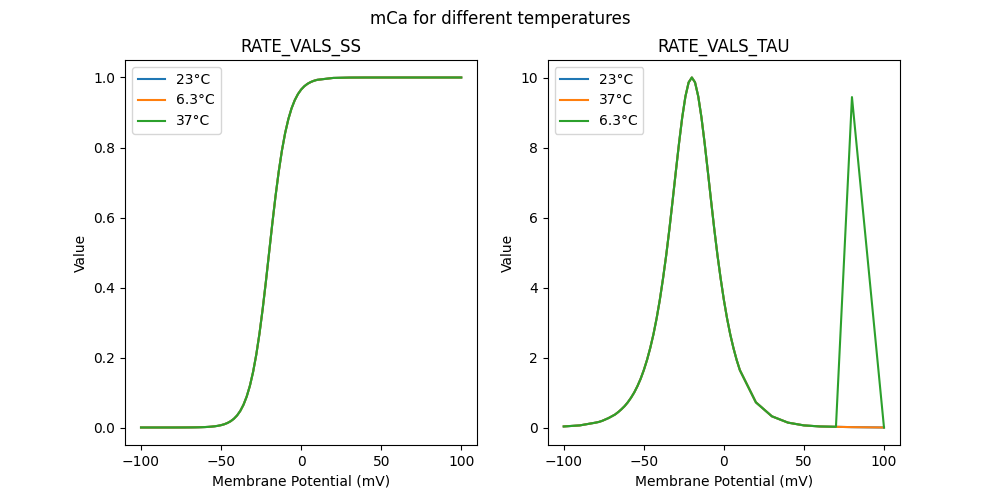 mCa for different temperatures
RATE_VALS_SS
23°C
6.3°C
37°C
1.0
0.8
0.6
0.4
0.2
0.0
Value
−100
−50
0
50
100
Membrane Potential (mV)
RATE_VALS_TAU
23°C
37°C
6.3°C
10
8
6
4
2
0
Value
−100
−50
0
50
100
Membrane Potential (mV)